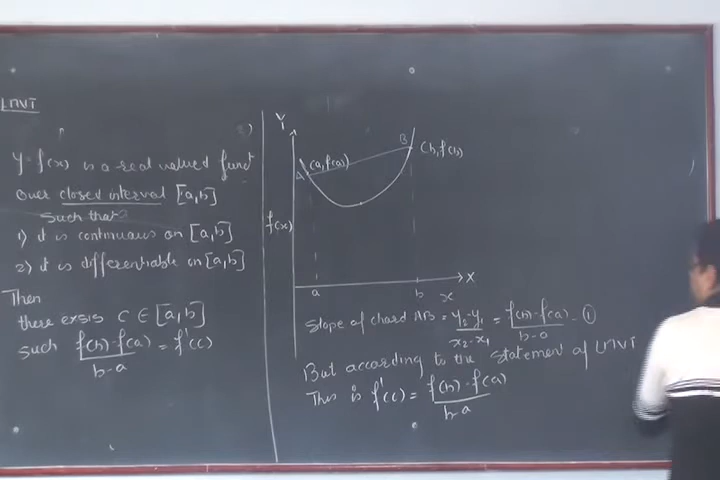 LMVT
y = f(x) is a real valued funct
over closed interval [a,b]
such that
1) it is continuous on [a,b]
2) it is differentiable on [a,b]
Then
there exsis C ∈ [a,b]
such f(b)-f(a)/b-a = f'(c)
Y
A (a, f(a))
B (b, f(b)
f(x)
a b X
x
Slope of chord AB = y2-y1/x2-x1 = f(b)-f(a)/b-a - ①
But according to the statement of LMVT
This is f'(c) = f(b)-f(a)/b-a